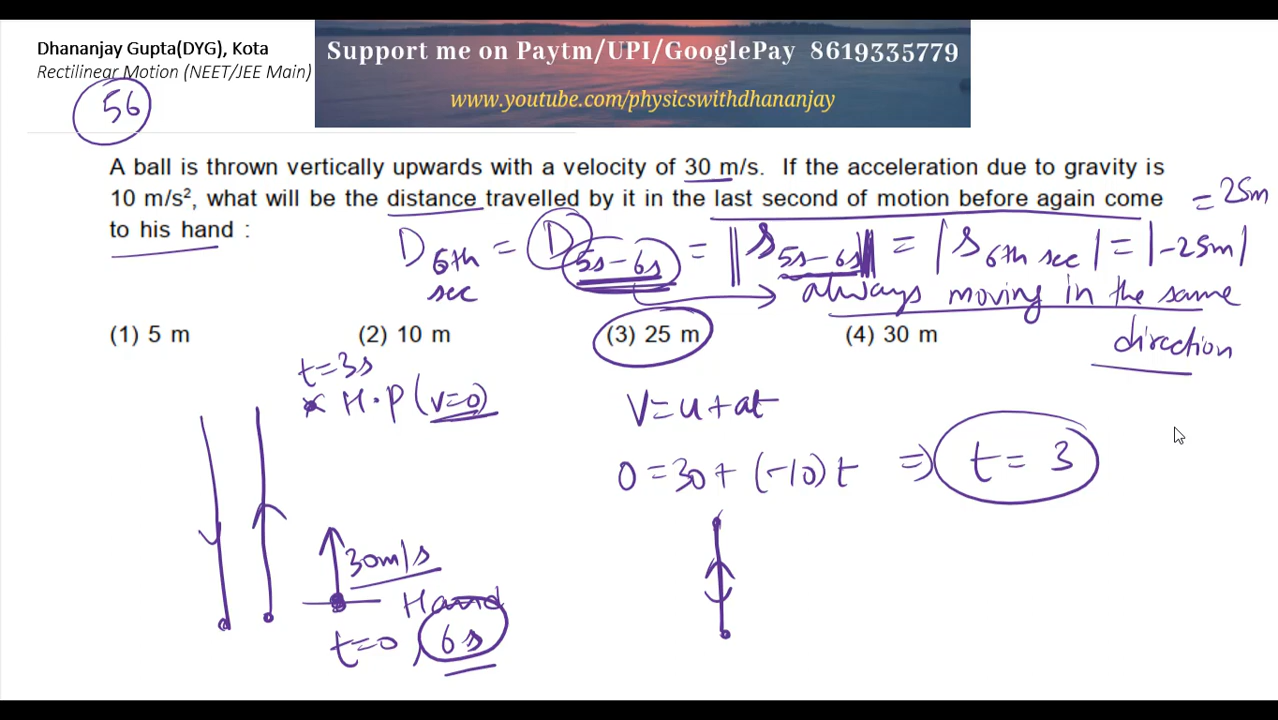 Dhananjay Gupta(DYG), Kota
Rectilinear Motion (NEET/JEE Main)
Support me on Paytm/UPI/GooglePay 8619335779
www.youtube.com/physicswithdhananjay
56
A ball is thrown vertically upwards with a velocity of 30 m/s. If the acceleration due to gravity is
10 m/s², what will be the distance travelled by it in the last second of motion before again come
to his hand :
D 6th sec = D 5s-6s = |S 5s-6s| = |S 6th sec| = |-25m| = 25m
always moving in the same
direction
(1) 5 m (2) 10 m (3) 25 m (4) 30 m
t=3s
H.P (v=0)
V=u+at
0=30+(-10)t ⇒ t=3
30m/s
Hand
t=0, 6s